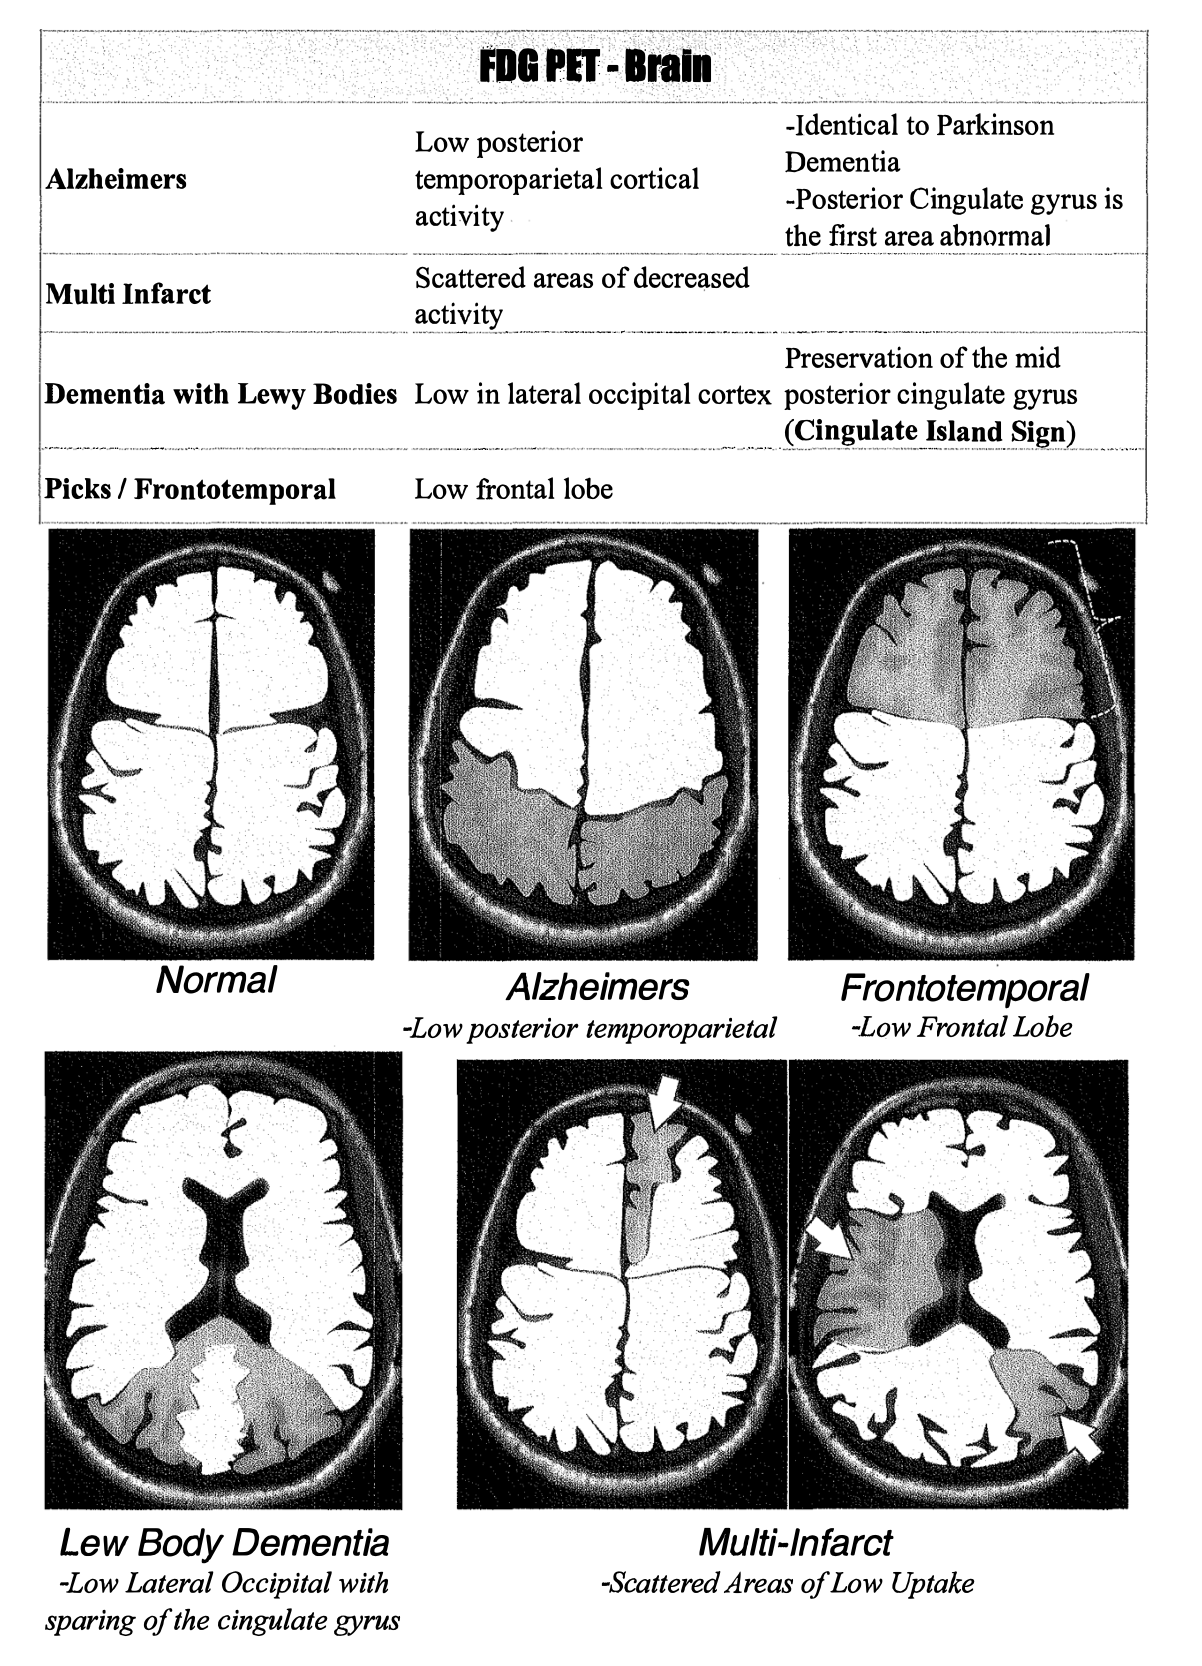 FDG PET - Brain
Alzheimers
Low posterior
temporoparietal cortical
activity
-Identical to Parkinson
Dementia
-Posterior Cingulate gyrus is
the first area abnormal
Multi Infarct
Scattered areas of decreased
activity
Dementia with Lewy Bodies
Low in lateral occipital cortex
Preservation of the mid
posterior cingulate gyrus
(Cingulate Island Sign)
Picks / Frontotemporal
Low frontal lobe
Normal
Alzheimers
-Low posterior temporoparietal
Frontotemporal
-Low Frontal Lobe
Lew Body Dementia
-Low Lateral Occipital with
sparing of the cingulate gyrus
Multi-Infarct
-Scattered Areas of Low Uptake